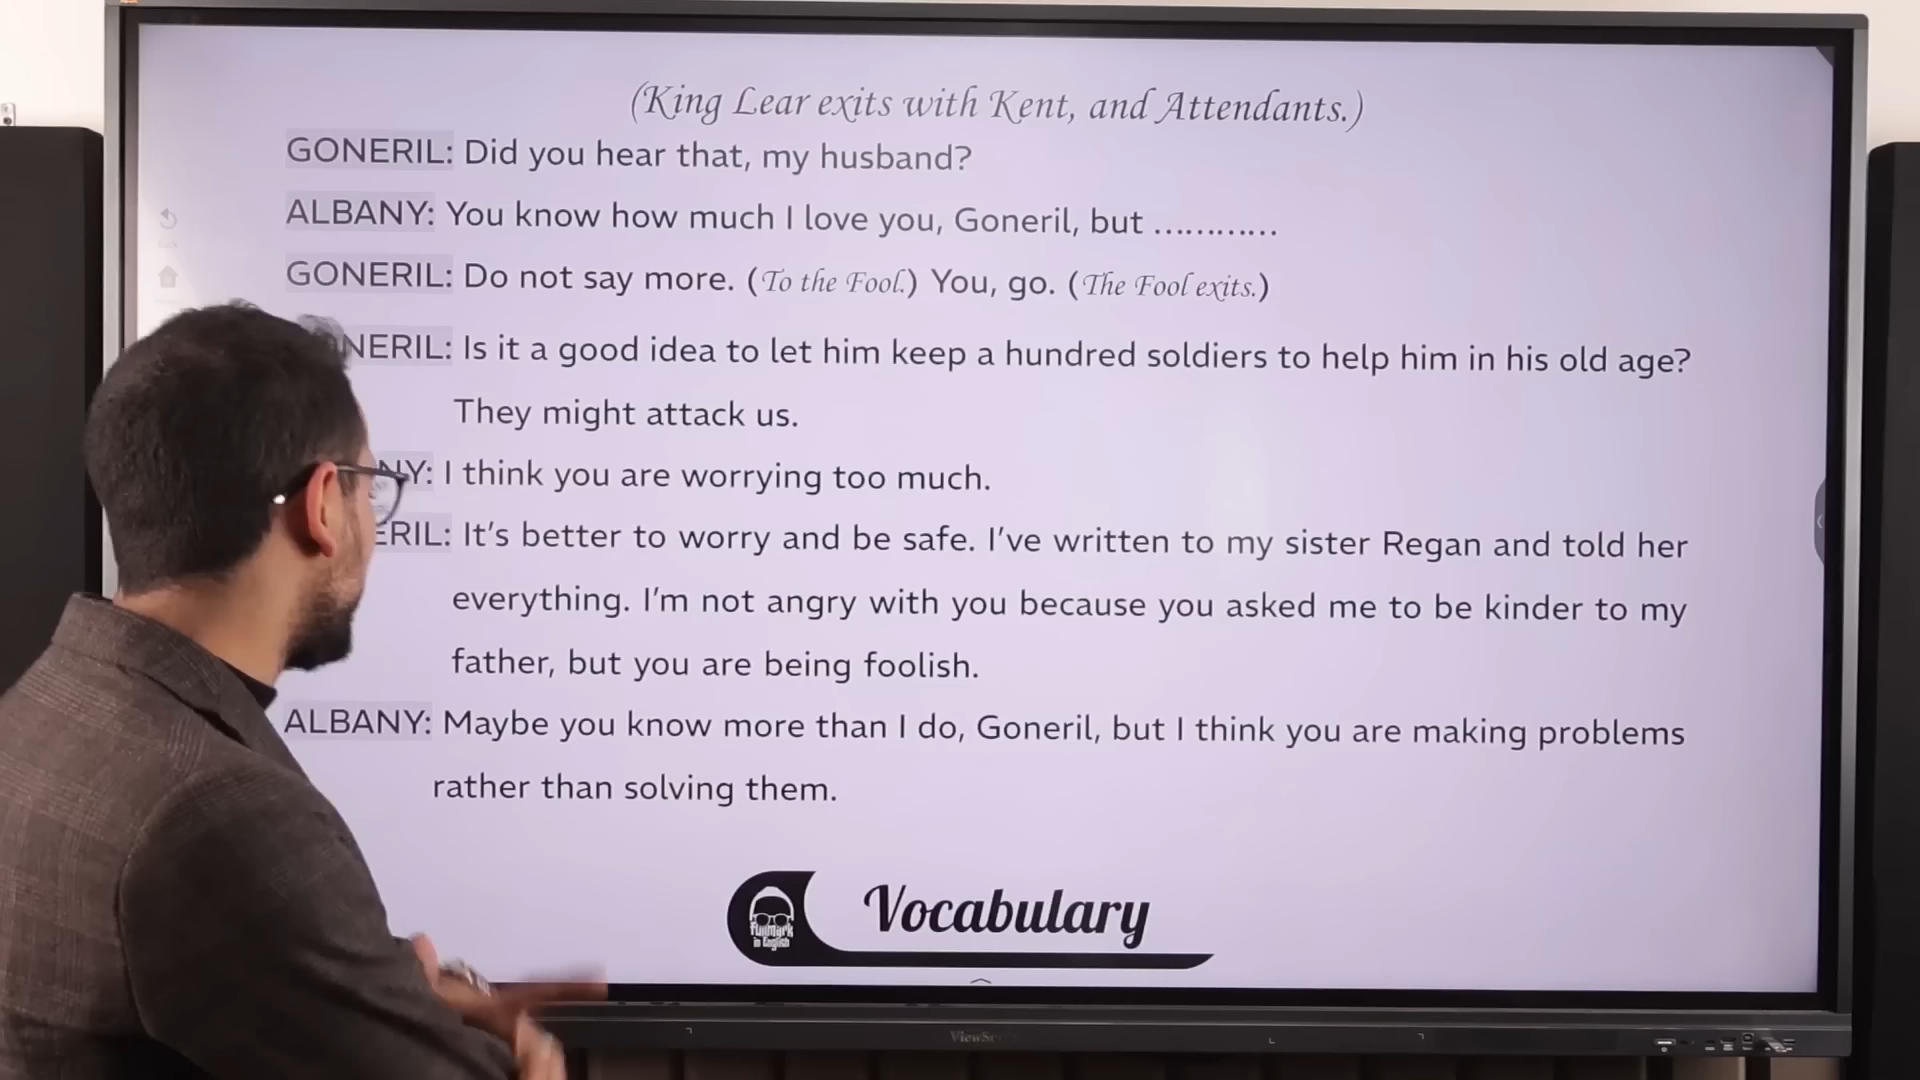 (King Lear exits with Kent, and Attendants.)
GONERIL: Did you hear that, my husband?
ALBANY: You know how much I love you, Goneril, but …………
GONERIL: Do not say more. (To the Fool.) You, go. (The Fool exits.)
NERIL: Is it a good idea to let him keep a hundred soldiers to help him in his old age?
They might attack us.
NY: I think you are worrying too much.
ERIL: It's better to worry and be safe. I've written to my sister Regan and told her
everything. I'm not angry with you because you asked me to be kinder to my
father, but you are being foolish.
ALBANY: Maybe you know more than I do, Goneril, but I think you are making problems
rather than solving them.
fullmark
in English
Vocabulary